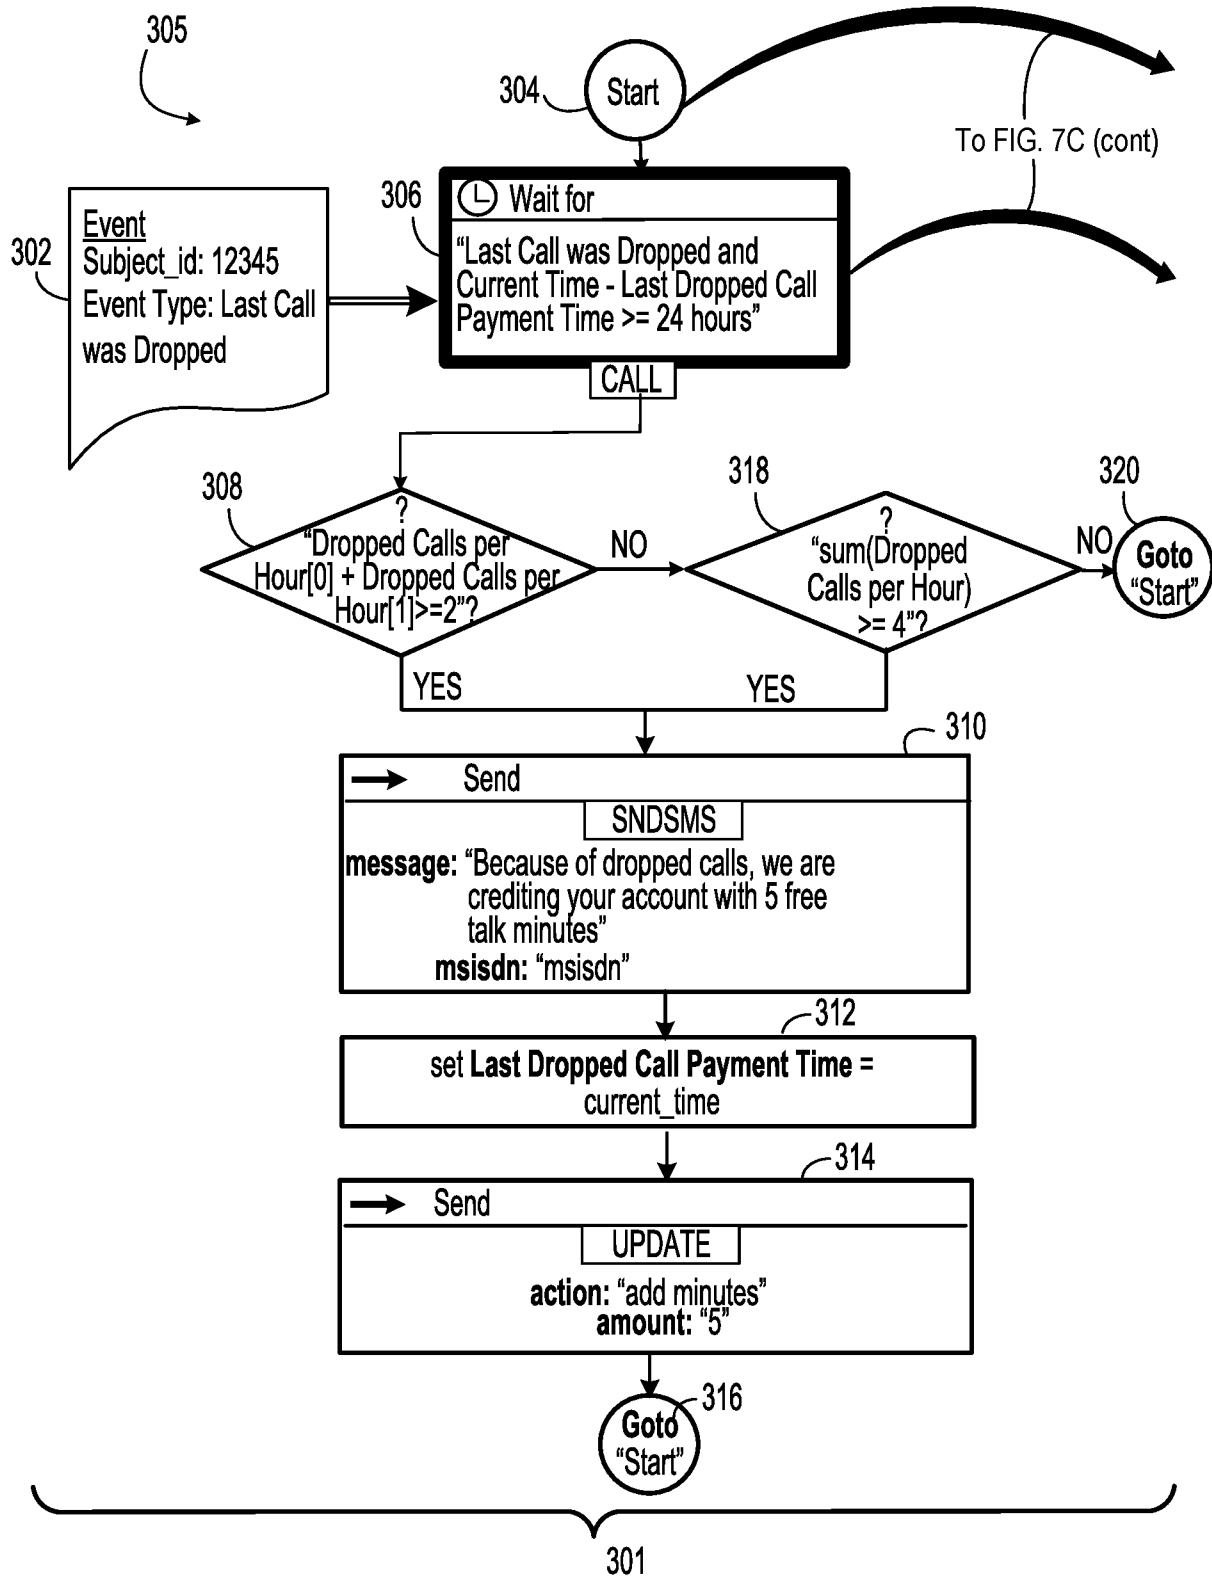 305
304
Start
To FIG. 7C (cont)
302
Event
Subject_id: 12345
Event Type: Last Call
was Dropped
306
Wait for
“Last Call was Dropped and
Current Time - Last Dropped Call
Payment Time >= 24 hours”
CALL
308
?
“Dropped Calls per
Hour[0] + Dropped Calls per
Hour[1]>=2”?
NO
YES
318
?
“sum(Dropped
Calls per Hour)
>= 4”?
NO
YES
320
Goto
“Start”
310
Send
SNDSMS
message: “Because of dropped calls, we are
crediting your account with 5 free
talk minutes”
msisdn: “msisdn”
312
set Last Dropped Call Payment Time =
current_time
314
Send
UPDATE
action: “add minutes”
amount: “5”
316
Goto
“Start”
301